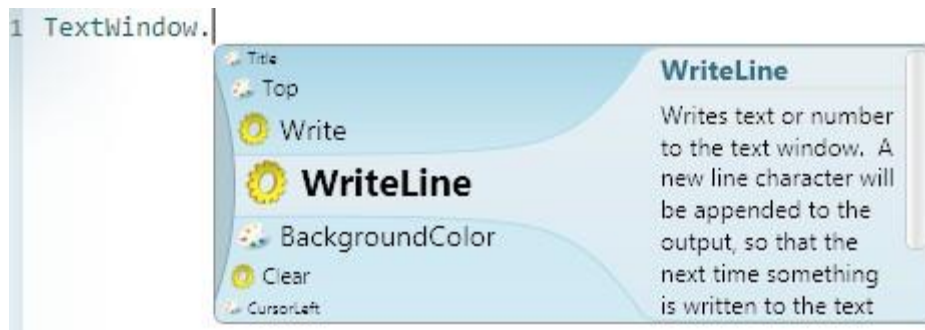 1 TextWindow.
Title
Top
Write
WriteLine
BackgroundColor
Clear
CursorLeft
WriteLine
Writes text or number
to the text window. A
new line character will
be appended to the
output, so that the
next time something
is written to the text